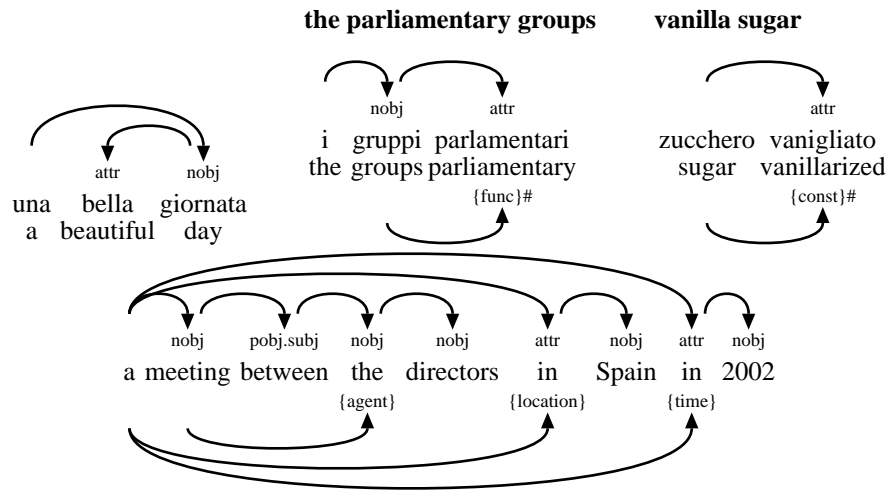 the parliamentary groups
vanilla sugar
nobj attr
i gruppi parlamentari
the groups parliamentary
{func}#
attr
zucchero vanigliato
sugar vanillarized
{const}#
attr nobj
una bella giornata
a beautiful day
nobj pobj.subj nobj nobj attr nobj attr nobj
a meeting between the directors in Spain in 2002
{agent} {location} {time}